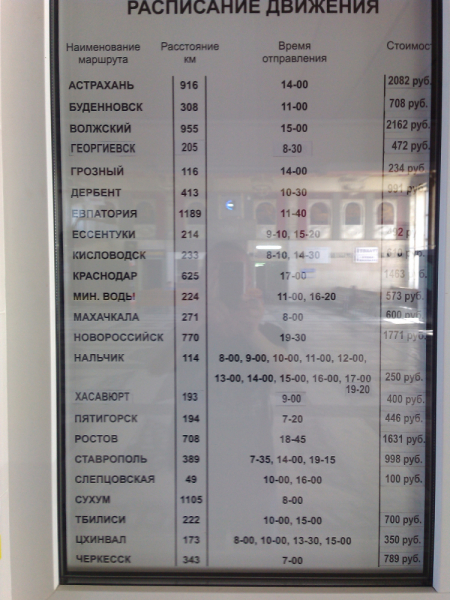 РАСПИСАНИЕ ДВИЖЕНИЯ
Наименование маршрута Расстояние км Время отправления Стоимост
АСТРАХАНЬ 916 14-00 2082 руб.
БУДЕННОВСК 308 11-00 708 руб.
ВОЛЖСКИЙ 955 15-00 2162 руб.
ГЕОРГИЕВСК 205 8-30 472 руб.
ГРОЗНЫЙ 116 14-00 234 руб.
ДЕРБЕНТ 413 10-30 991 руб.
ЕВПАТОРИЯ 1189 11-40
ЕССЕНТУКИ 214 9-10, 15-20 руб.
КИСЛОВОДСК 233 8-10, 14-30 руб.
КРАСНОДАР 625 17-00 руб.
МИН. ВОДЫ 224 11-00, 16-20 573 руб.
МАХАЧКАЛА 271 8-00 600 руб.
НОВОРОССИЙСК 770 19-30 1771 руб.
НАЛЬЧИК 114 8-00, 9-00, 10-00, 11-00, 12-00,
13-00, 14-00, 15-00, 16-00, 17-00 250 руб.
19-20
ХАСАВЮРТ 193 9-00 400 руб.
ПЯТИГОРСК 194 7-20 446 руб.
РОСТОВ 708 18-45 1631 руб.
СТАВРОПОЛЬ 389 7-35, 14-00, 19-15 998 руб.
СЛЕПЦОВСКАЯ 49 10-00, 16-00 100 руб.
СУХУМ 1105 8-00
ТБИЛИСИ 222 10-00, 15-00 700 руб.
ЦХИНВАЛ 173 8-00, 10-00, 13-30, 15-00 350 руб.
ЧЕРКЕССК 343 7-00 789 руб.